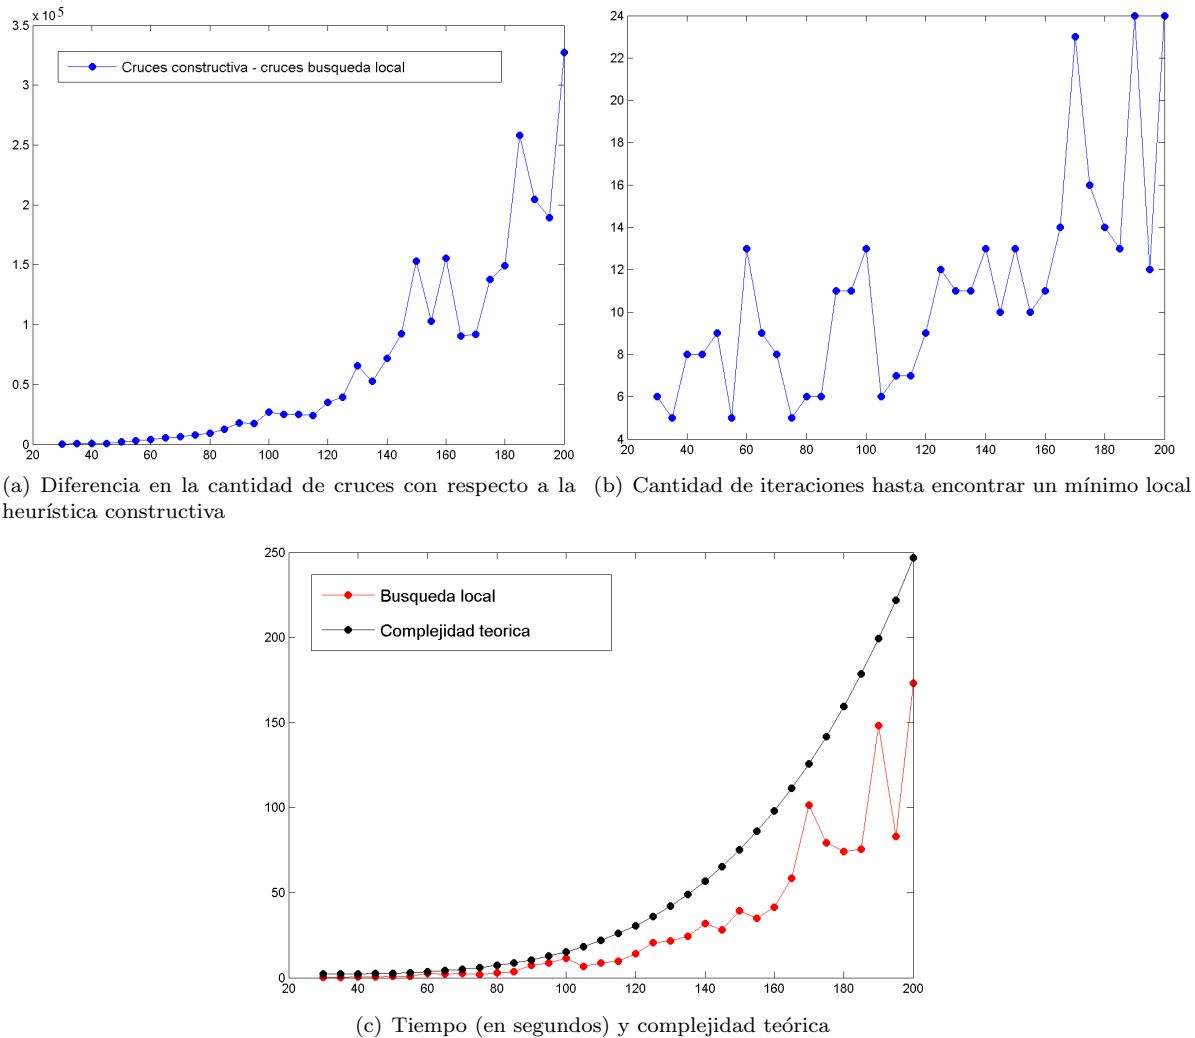 x 10^5
3.5
3
2.5
2
1.5
1
0.5
0
20 40 60 80 100 120 140 160 180 200
Cruces constructiva - cruces busqueda local
24
22
20
18
16
14
12
10
8
6
4
20 40 60 80 100 120 140 160 180 200
(a) Diferencia en la cantidad de cruces con respecto a la
heurística constructiva
(b) Cantidad de iteraciones hasta encontrar un mínimo local
250
200
150
100
50
0
20 40 60 80 100 120 140 160 180 200
Busqueda local
Complejidad teorica
(c) Tiempo (en segundos) y complejidad teórica